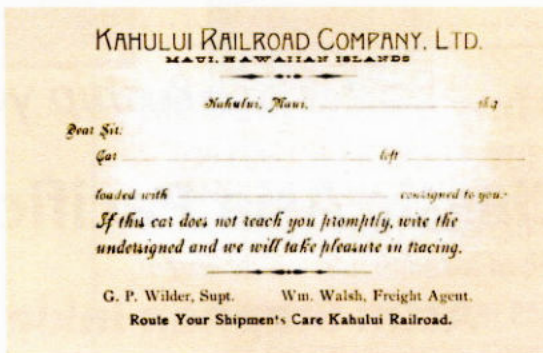 KAHULUI RAILROAD COMPANY, LTD.
MAUI, HAWAIIAN ISLANDS
Kahului, Maui, 189
Dear Sir:
Car left
loaded with consigned to you.
If this car does not reach you promptly, wire the
undersigned and we will take pleasure in tracing.
G. P. Wilder, Supt. Wm. Walsh, Freight Agent.
Route Your Shipments Care Kahului Railroad.